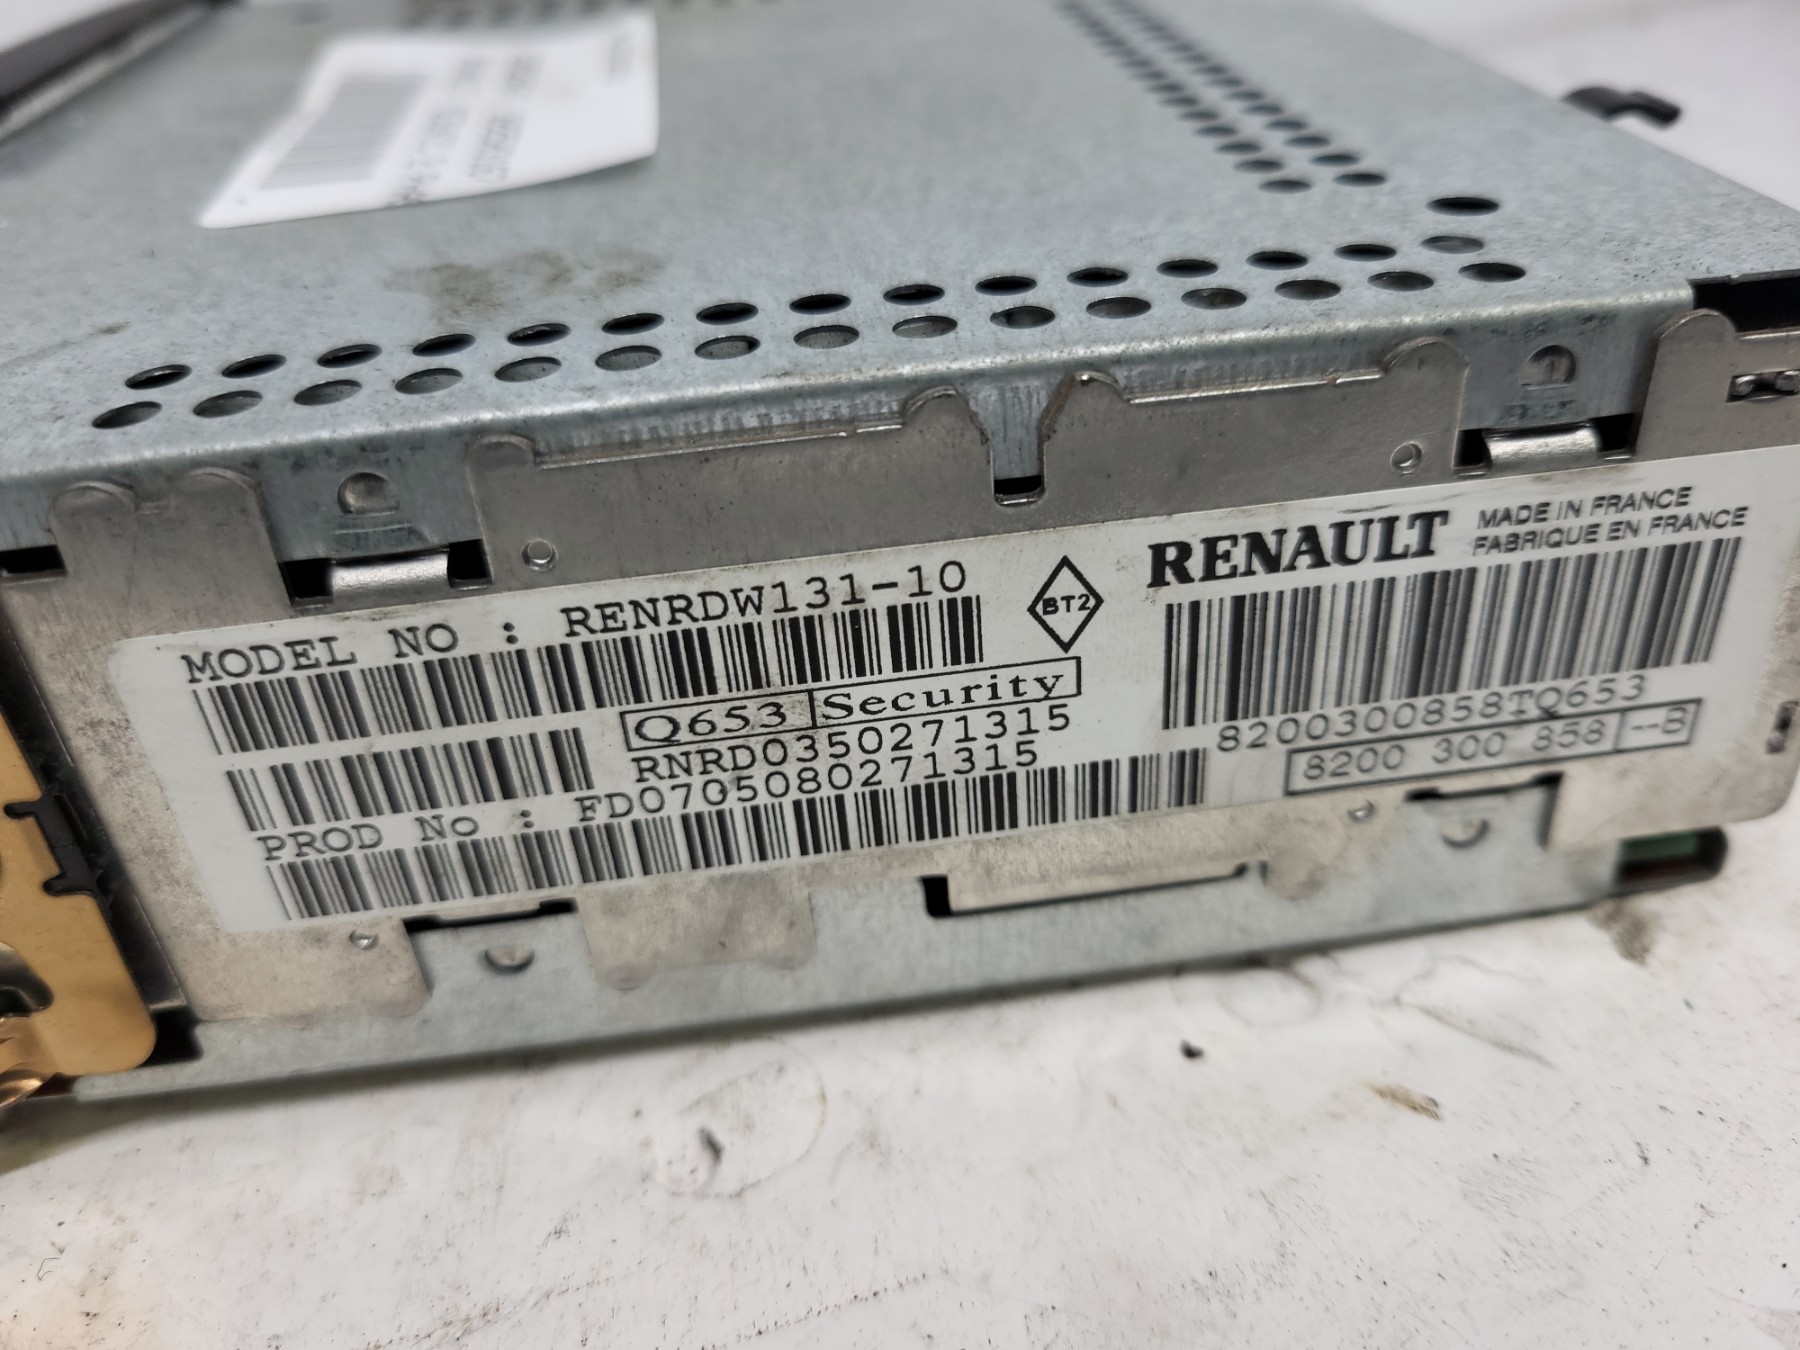 MODEL NO : RENRDW131-10
Q653 Security
RNRD0350271315
PROD No : FD0705080271315
BT2
RENAULT
MADE IN FRANCE
FABRIQUE EN FRANCE
8200300858TQ653
8200 300 858 --B